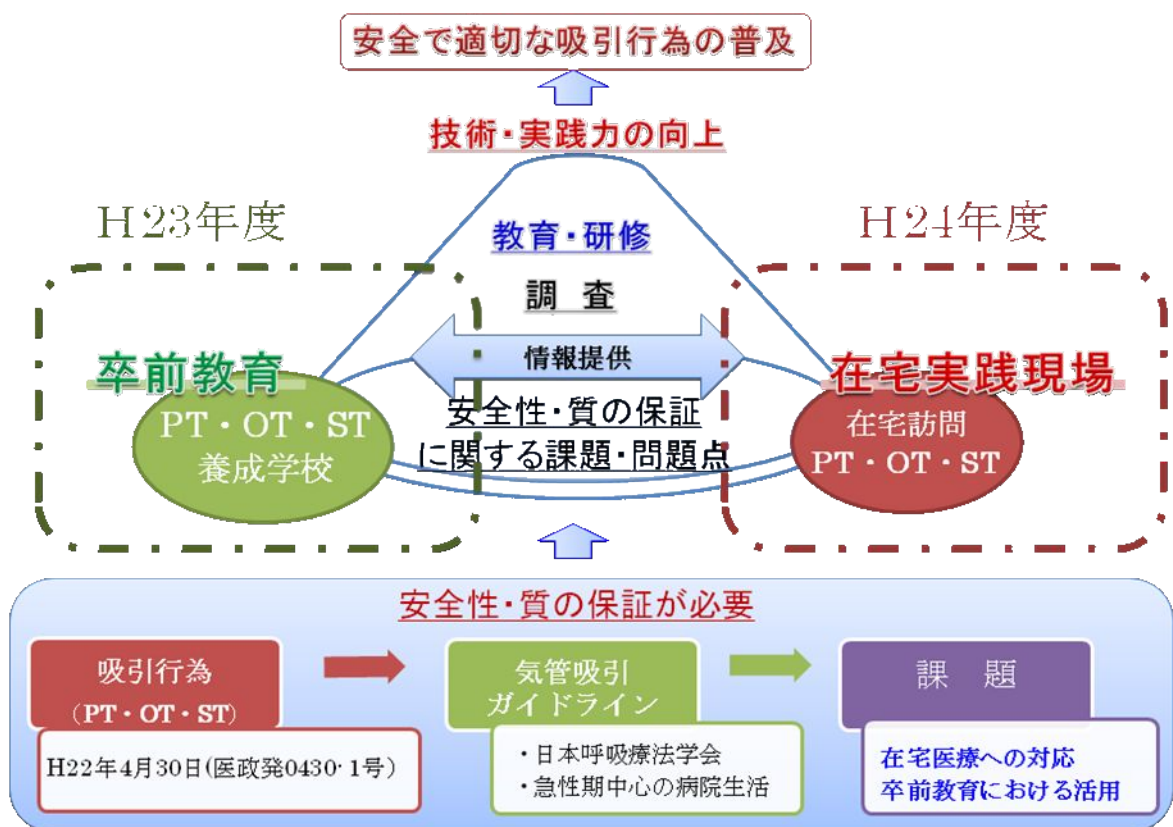 安全で適切な吸引行為の普及
技術・実践力の向上
H23年度
H24年度
教育・研修
調　査
情報提供
卒前教育
PT・OT・ST
養成学校
安全性・質の保証
に関する課題・問題点
在宅実践現場
在宅訪問
PT・OT・ST
安全性・質の保証が必要
吸引行為
(PT・OT・ST)
H22年4月30日(医政発0430･1号)
気管吸引
ガイドライン
・日本呼吸療法学会
・急性期中心の病院生活
課　題
在宅医療への対応
卒前教育における活用